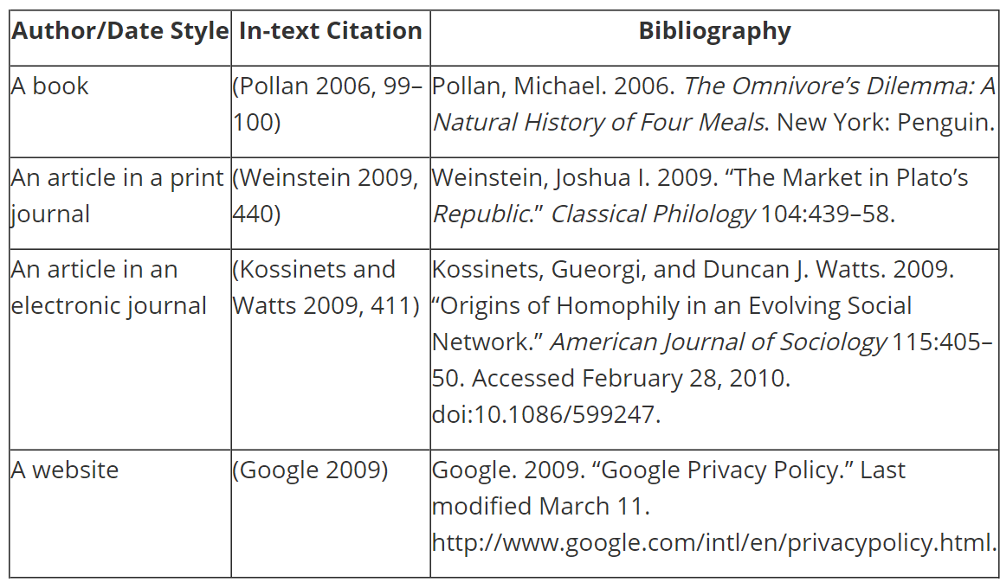 Author/Date Style In-text Citation Bibliography
A book
(Pollan 2006, 99–
100)
Pollan, Michael. 2006. The Omnivore’s Dilemma: A
Natural History of Four Meals. New York: Penguin.
An article in a print
journal
(Weinstein 2009,
440)
Weinstein, Joshua I. 2009. “The Market in Plato’s
Republic.” Classical Philology 104:439–58.
An article in an
electronic journal
(Kossinets and
Watts 2009, 411)
Kossinets, Gueorgi, and Duncan J. Watts. 2009.
“Origins of Homophily in an Evolving Social
Network.” American Journal of Sociology 115:405–
50. Accessed February 28, 2010.
doi:10.1086/599247.
A website
(Google 2009)
Google. 2009. “Google Privacy Policy.” Last
modified March 11.
http://www.google.com/intl/en/privacypolicy.html.